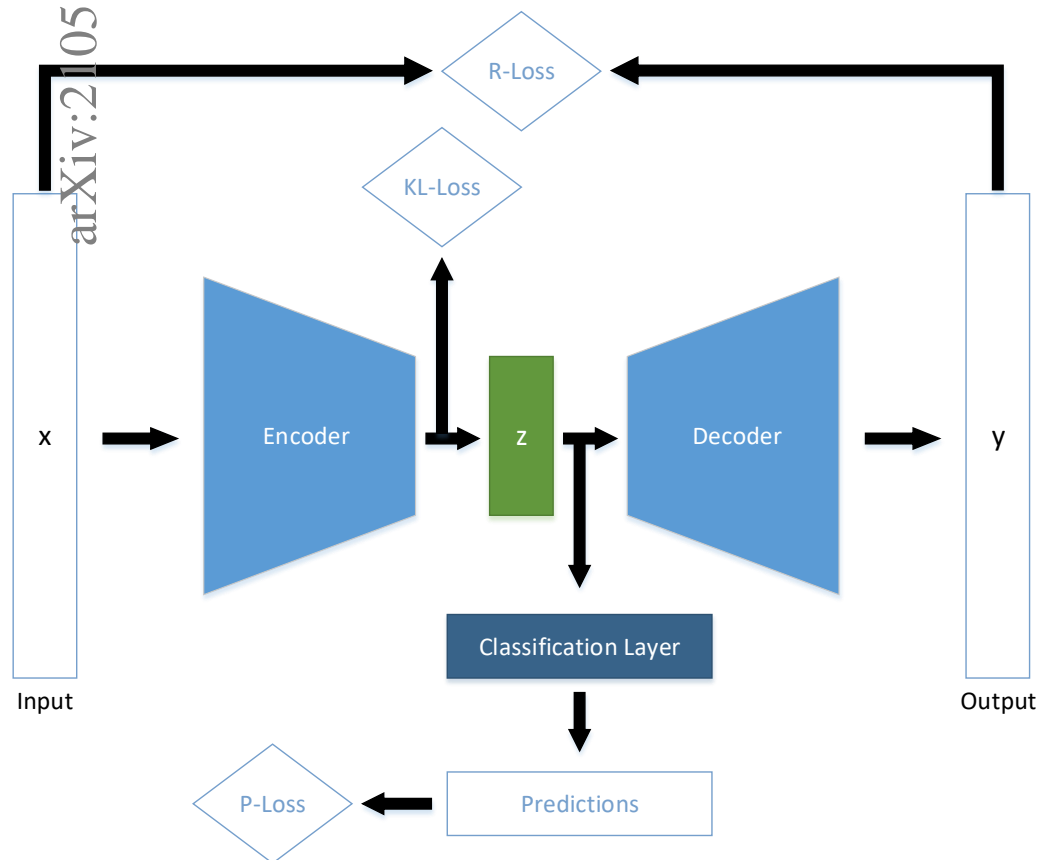 arXiv:2105
R-Loss
KL-Loss
x
Encoder
z
Decoder
y
Classification Layer
Input
Output
P-Loss
Predictions